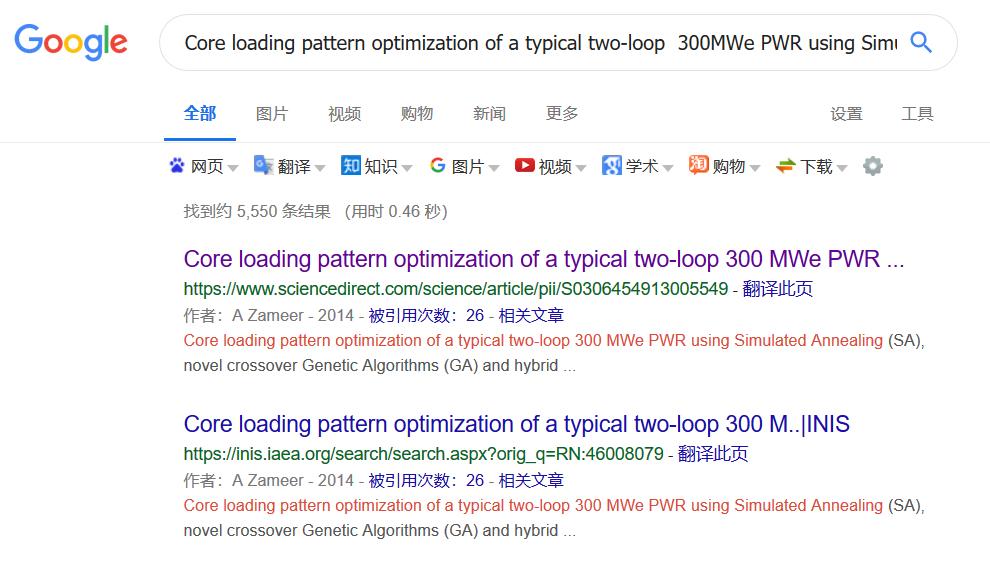 Google
Core loading pattern optimization of a typical two-loop  300MWe PWR using Simu
全部 图片 视频 购物 新闻 更多 设置 工具
网页 翻译 知 知识 G 图片 视频 学术 淘 购物 下载
找到约 5,550 条结果 （用时 0.46 秒）
Core loading pattern optimization of a typical two-loop 300 MWe PWR ...
https://www.sciencedirect.com/science/article/pii/S0306454913005549 - 翻译此页
作者：A Zameer - 2014 - 被引用次数：26 - 相关文章
Core loading pattern optimization of a typical two-loop 300 MWe PWR using Simulated Annealing (SA),
novel crossover Genetic Algorithms (GA) and hybrid ...
Core loading pattern optimization of a typical two-loop 300 M..|INIS
https://inis.iaea.org/search/search.aspx?orig_q=RN:46008079 - 翻译此页
作者：A Zameer - 2014 - 被引用次数：26 - 相关文章
Core loading pattern optimization of a typical two-loop 300 MWe PWR using Simulated Annealing (SA),
novel crossover Genetic Algorithms (GA) and hybrid ...